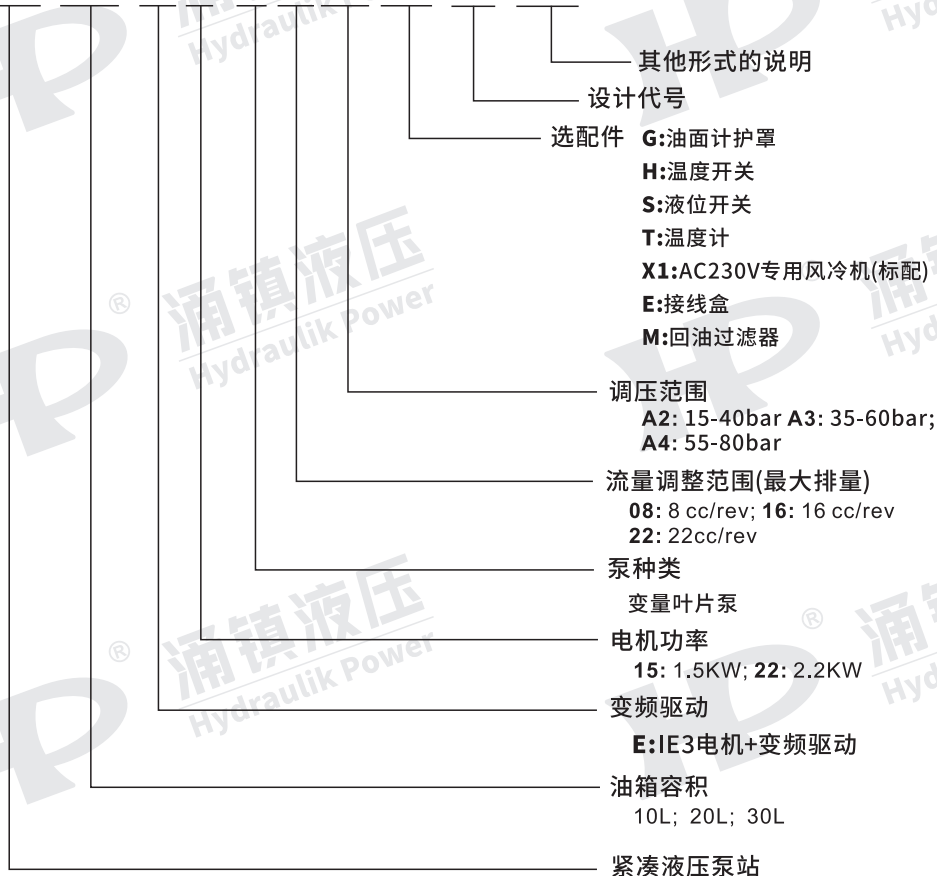 其他形式的说明
设计代号
选配件 G:油面计护罩
H:温度开关
S:液位开关
T:温度计
X1:AC230V专用风冷机(标配)
E:接线盒
M:回油过滤器
调压范围
A2: 15-40bar A3: 35-60bar;
A4: 55-80bar
流量调整范围(最大排量)
08: 8 cc/rev; 16: 16 cc/rev
22: 22cc/rev
泵种类
变量叶片泵
电机功率
15: 1.5KW; 22: 2.2KW
变频驱动
E:IE3电机+变频驱动
油箱容积
10L; 20L; 30L
紧凑液压泵站
涌镇液压
Hydraulik Power
®
涌镇液压
Hydraulik Power
®